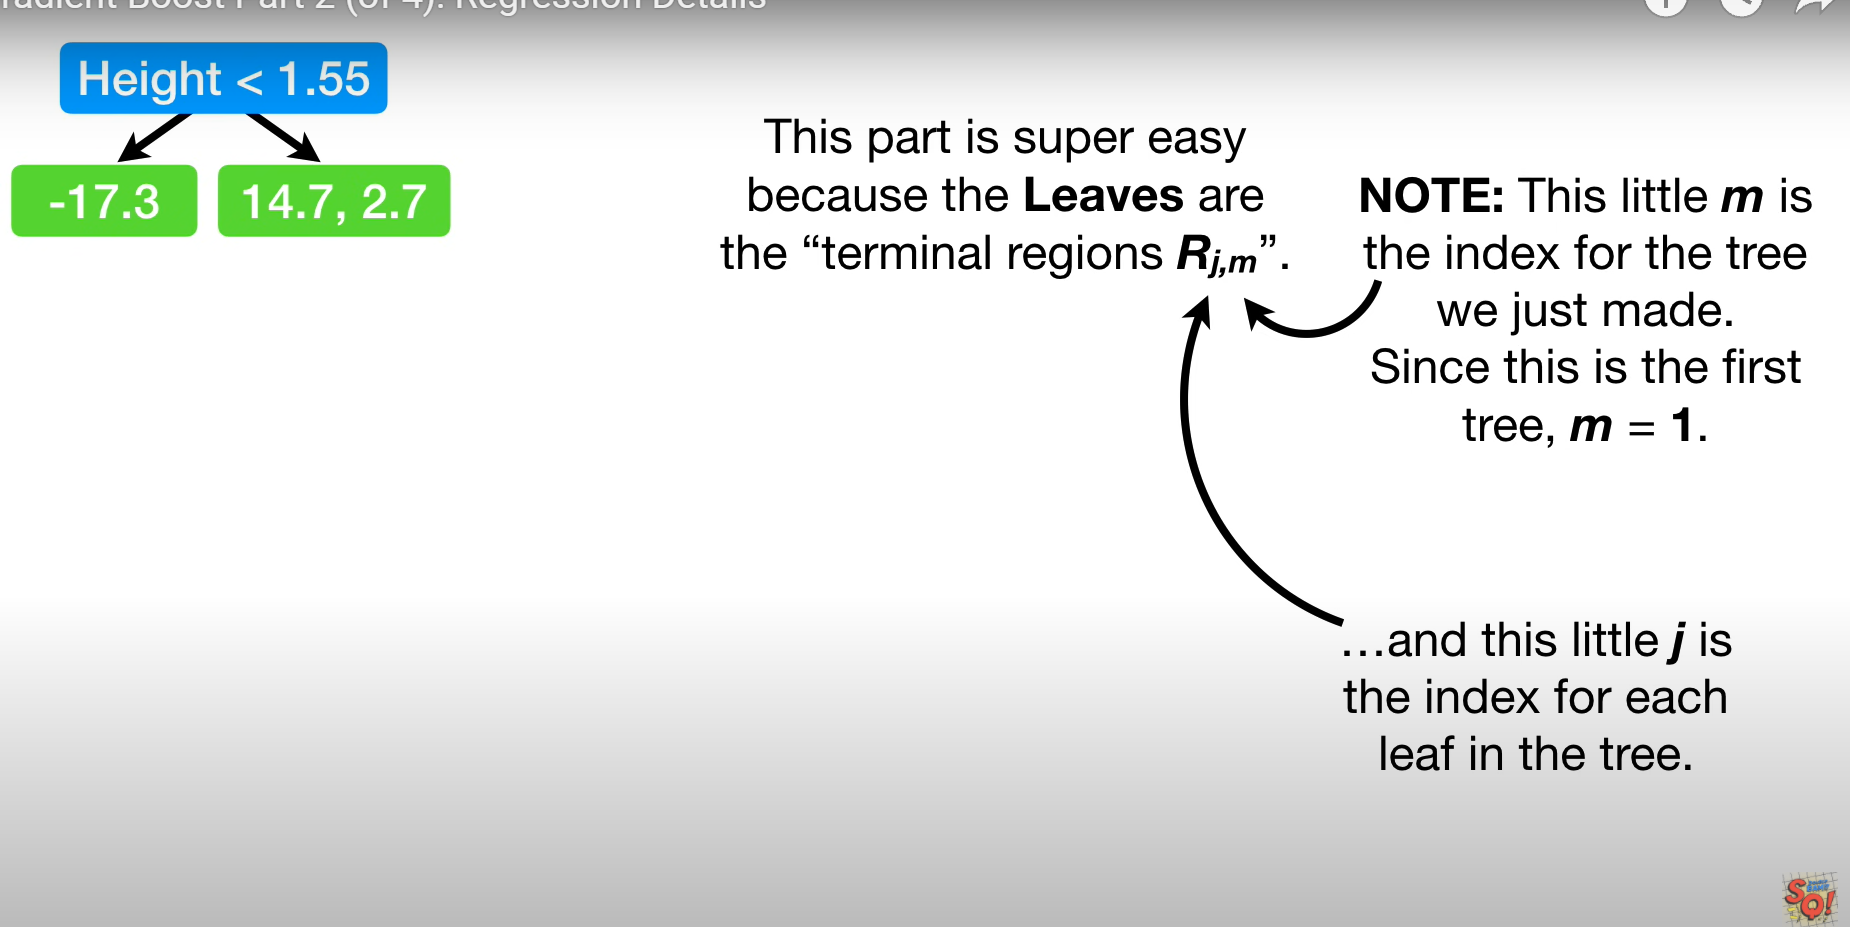 radient Boost Part 2 (of 4): Regression Details
Height < 1.55
-17.3
14.7, 2.7
This part is super easy
because the Leaves are
the “terminal regions Rj,m”.
NOTE: This little m is
the index for the tree
we just made.
Since this is the first
tree, m = 1.
…and this little j is
the index for each
leaf in the tree.
SQ!